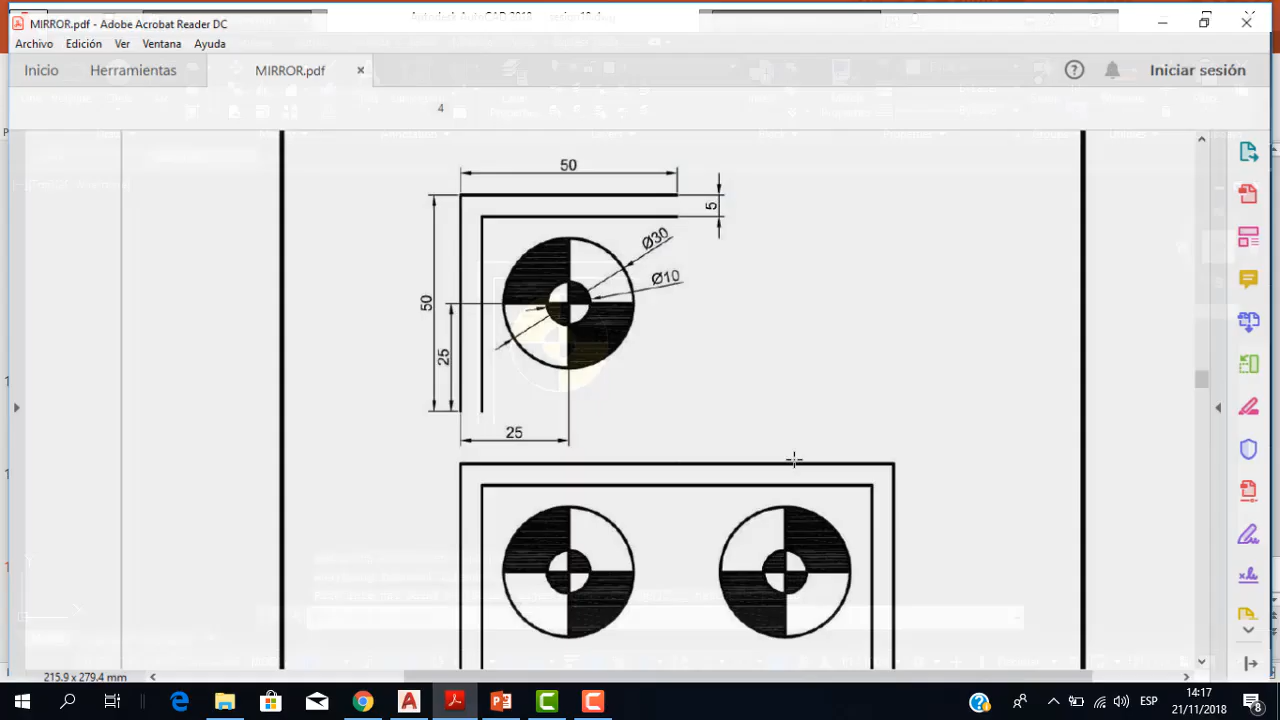 MIRROR.pdf - Adobe Acrobat Reader DC
Archivo Edición Ver Ventana Ayuda
Inicio Herramientas MIRROR.pdf × ? Iniciar sesión
4
50
5
Ø30
Ø10
50
25
25
215.9 x 279.4 mm
ESP
14:17
21/11/2018
8